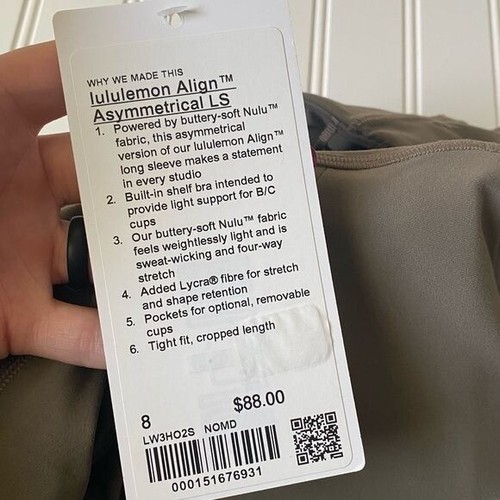 WHY WE MADE THIS
lululemon Align™
Asymmetrical LS
1. Powered by buttery-soft Nulu™
fabric, this asymmetrical
version of our lululemon Align™
long sleeve makes a statement
in every studio
2. Built-in shelf bra intended to
provide light support for B/C
cups
3. Our buttery-soft Nulu™ fabric
feels weightlessly light and is
sweat-wicking and four-way
stretch
4. Added Lycra® fibre for stretch
and shape retention
5. Pockets for optional, removable
cups
6. Tight fit, cropped length
8 $88.00
LW3HO2S NOMD
000151676931